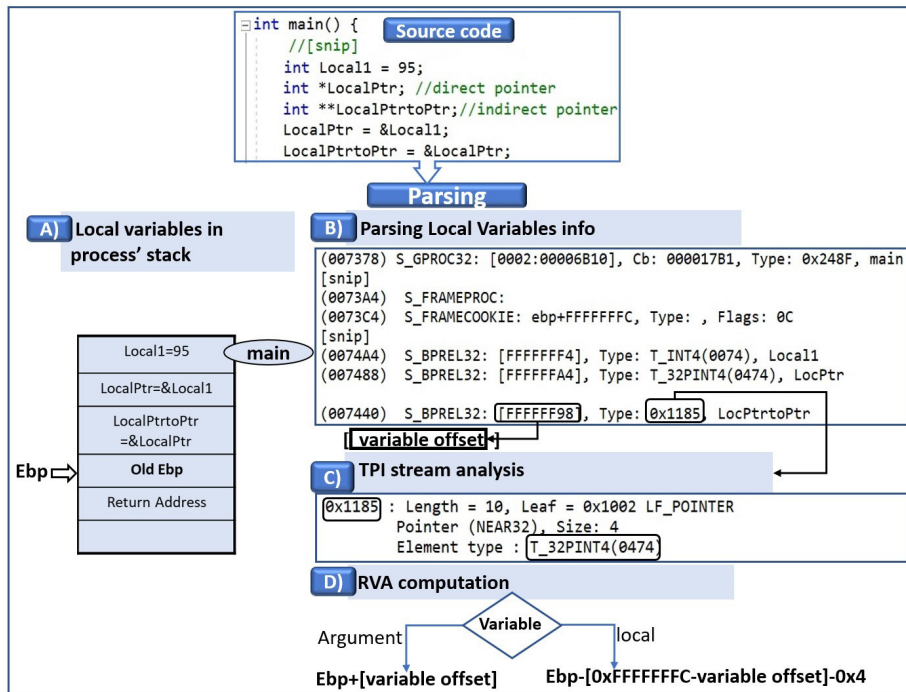 int main() {
Source code
//[snip]
int Local1 = 95;
int *LocalPtr; //direct pointer
int **LocalPtrtoPtr;//indirect pointer
LocalPtr = &Local1;
LocalPtrtoPtr = &LocalPtr;
Parsing
A) Local variables in
process’ stack
Local1=95
main
LocalPtr=&Local1
LocalPtrtoPtr
=&LocalPtr
Ebp
Old Ebp
Return Address
B) Parsing Local Variables info
(007378) S_GPROC32: [0002:00006B10], Cb: 000017B1, Type: 0x248F, main
[snip]
(0073A4) S_FRAMEPROC:
(0073C4) S_FRAMECOOKIE: ebp+FFFFFFFC, Type: , Flags: 0C
[snip]
(0074A4) S_BPREL32: [FFFFFFF4], Type: T_INT4(0074), Local1
(007488) S_BPREL32: [FFFFFFA4], Type: T_32PINT4(0474), LocPtr
(007440) S_BPREL32: [FFFFFF98], Type: 0x1185, LocPtrtoPtr
[ variable offset ]
C) TPI stream analysis
0x1185 : Length = 10, Leaf = 0x1002 LF_POINTER
Pointer (NEAR32), Size: 4
Element type : T_32PINT4(0474)
D) RVA computation
Variable
Argument
local
Ebp+[variable offset]
Ebp-[0xFFFFFFFC-variable offset]-0x4